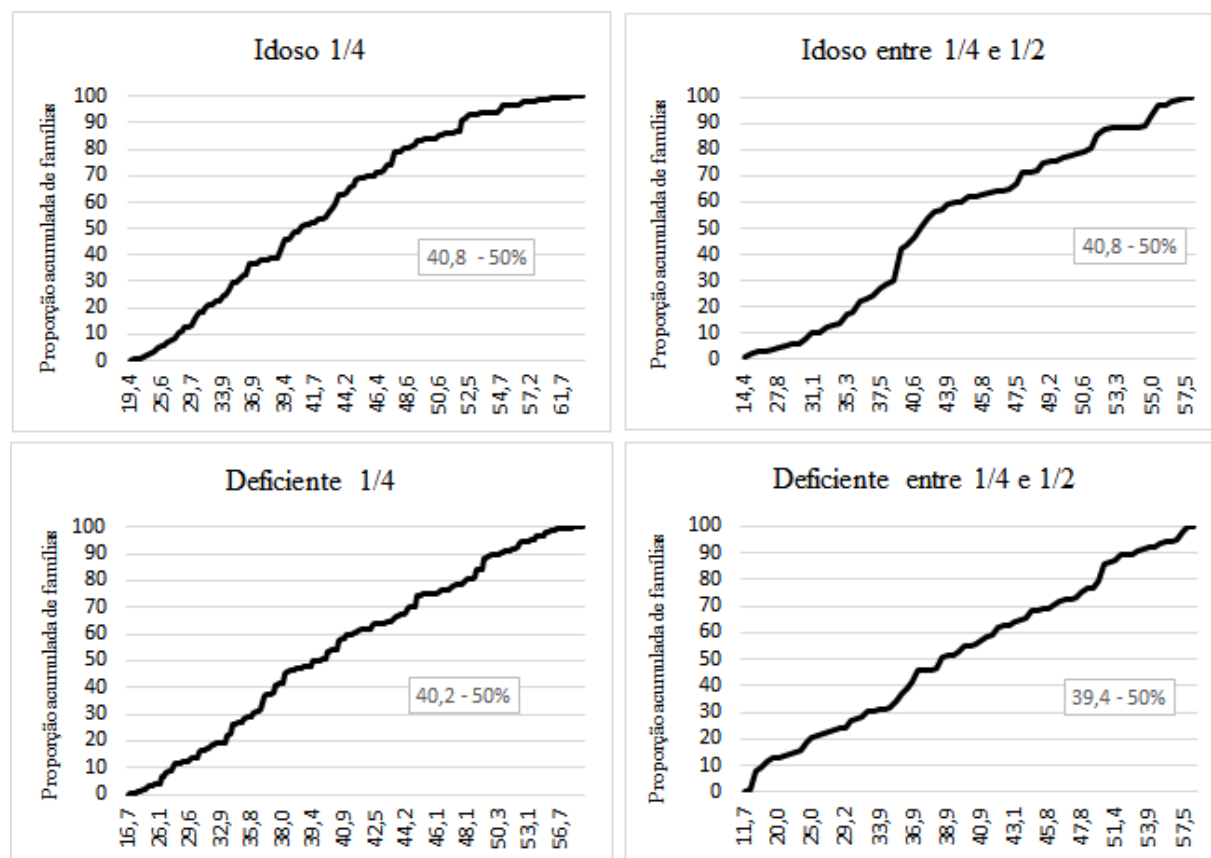 Idoso 1/4
Proporção acumulada de famílias
100
90
80
70
60
50
40
30
20
10
0
40,8 - 50%
19,4 25,6 29,7 33,9 36,9 39,4 41,7 44,2 46,4 48,6 50,6 52,5 54,7 57,2 61,7
Idoso entre 1/4 e 1/2
Proporção acumulada de famílias
100
90
80
70
60
50
40
30
20
10
0
40,8 - 50%
14,4 27,8 31,1 35,3 37,5 40,6 43,9 45,8 47,5 49,2 50,6 53,3 55,0 57,5
Deficiente 1/4
Proporção acumulada de famílias
100
90
80
70
60
50
40
30
20
10
0
40,2 - 50%
16,7 26,1 29,6 32,9 35,8 38,0 39,4 40,9 42,5 44,2 46,1 48,1 50,3 53,1 56,7
Deficiente entre 1/4 e 1/2
Proporção acumulada de famílias
100
90
80
70
60
50
40
30
20
10
0
39,4 - 50%
11,7 20,0 25,0 29,2 33,9 36,9 38,9 40,9 43,1 45,8 47,8 51,4 53,9 57,5